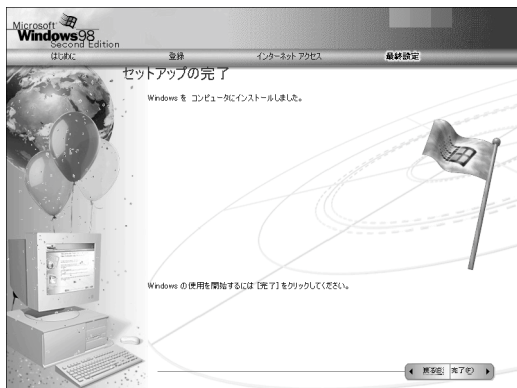 Microsoft
Windows98
Second Edition
はじめに 登録 インターネット アクセス 最終設定
セットアップの完了
Windows を コンピュータにインストールしました。
Windows の使用を開始するには [完了] をクリックしてください。
戻る(B) 完了(F)